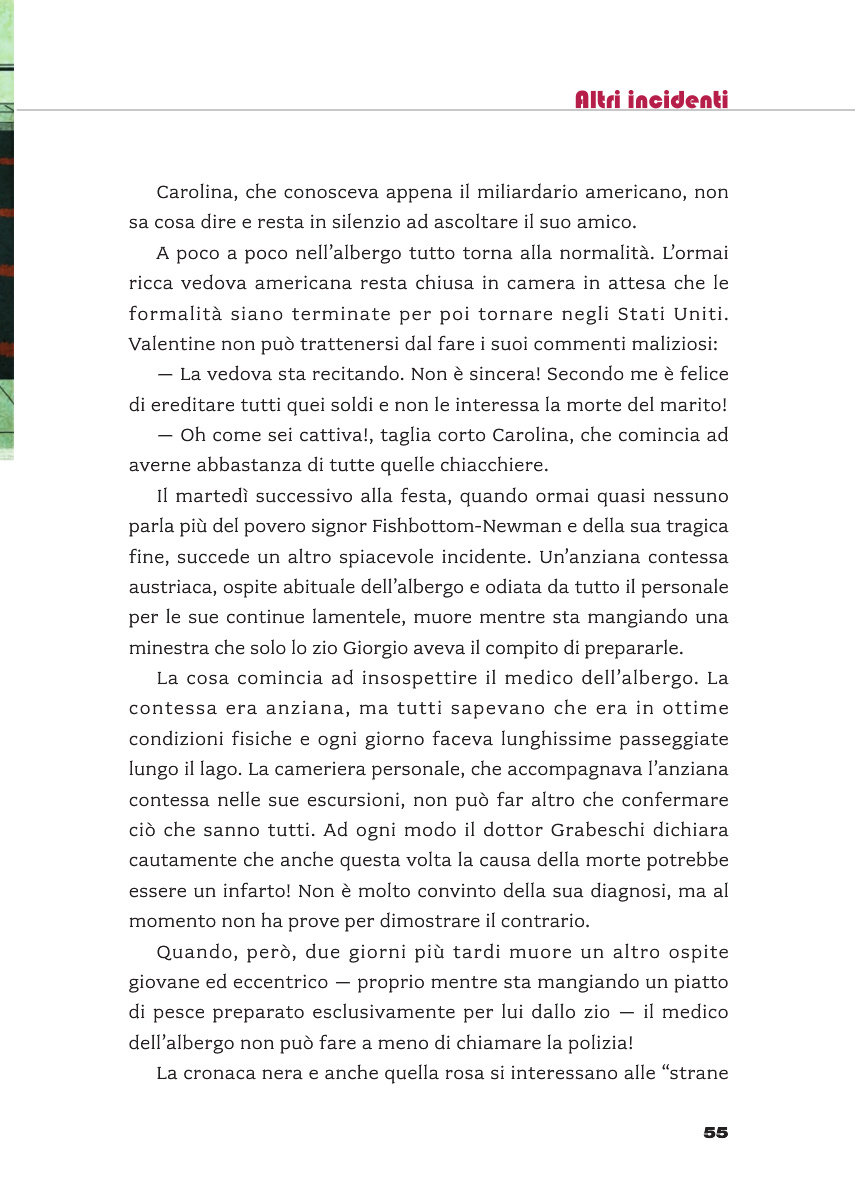 Altri incidenti
Carolina, che conosceva appena il miliardario americano, non
sa cosa dire e resta in silenzio ad ascoltare il suo amico.
A poco a poco nell’albergo tutto torna alla normalità. L’ormai
ricca vedova americana resta chiusa in camera in attesa che le
formalità siano terminate per poi tornare negli Stati Uniti.
Valentine non può trattenersi dal fare i suoi commenti maliziosi:
— La vedova sta recitando. Non è sincera! Secondo me è felice
di ereditare tutti quei soldi e non le interessa la morte del marito!
— Oh come sei cattiva!, taglia corto Carolina, che comincia ad
averne abbastanza di tutte quelle chiacchiere.
Il martedì successivo alla festa, quando ormai quasi nessuno
parla più del povero signor Fishbottom-Newman e della sua tragica
fine, succede un altro spiacevole incidente. Un’anziana contessa
austriaca, ospite abituale dell’albergo e odiata da tutto il personale
per le sue continue lamentele, muore mentre sta mangiando una
minestra che solo lo zio Giorgio aveva il compito di prepararle.
La cosa comincia ad insospettire il medico dell’albergo. La
contessa era anziana, ma tutti sapevano che era in ottime
condizioni fisiche e ogni giorno faceva lunghissime passeggiate
lungo il lago. La cameriera personale, che accompagnava l’anziana
contessa nelle sue escursioni, non può far altro che confermare
ciò che sanno tutti. Ad ogni modo il dottor Grabeschi dichiara
cautamente che anche questa volta la causa della morte potrebbe
essere un infarto! Non è molto convinto della sua diagnosi, ma al
momento non ha prove per dimostrare il contrario.
Quando, però, due giorni più tardi muore un altro ospite
giovane ed eccentrico — proprio mentre sta mangiando un piatto
di pesce preparato esclusivamente per lui dallo zio — il medico
dell’albergo non può fare a meno di chiamare la polizia!
La cronaca nera e anche quella rosa si interessano alle “strane
55